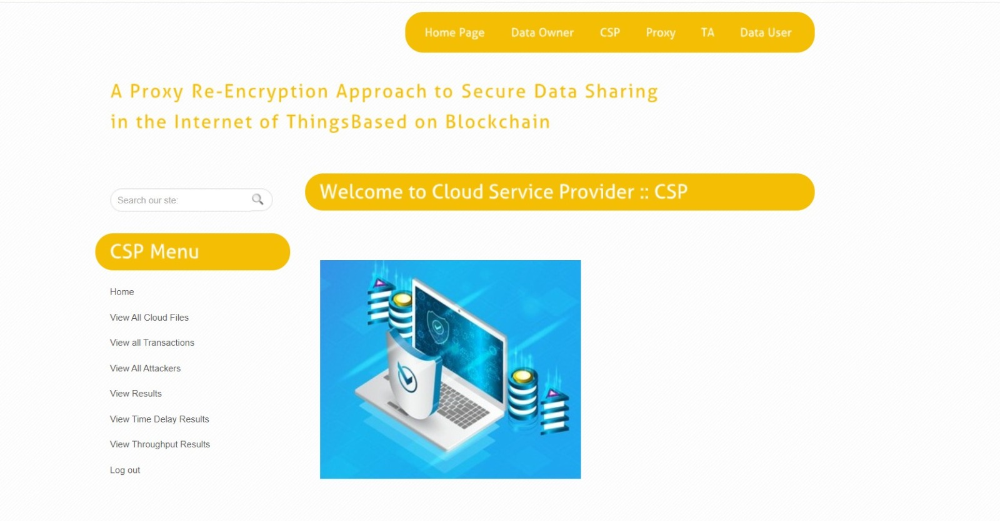 Home Page Data Owner CSP Proxy TA Data User
A Proxy Re-Encryption Approach to Secure Data Sharing
in the Internet of ThingsBased on Blockchain
Search our ste:
Welcome to Cloud Service Provider :: CSP
CSP Menu
Home
View All Cloud Files
View all Transactions
View All Attackers
View Results
View Time Delay Results
View Throughput Results
Log out